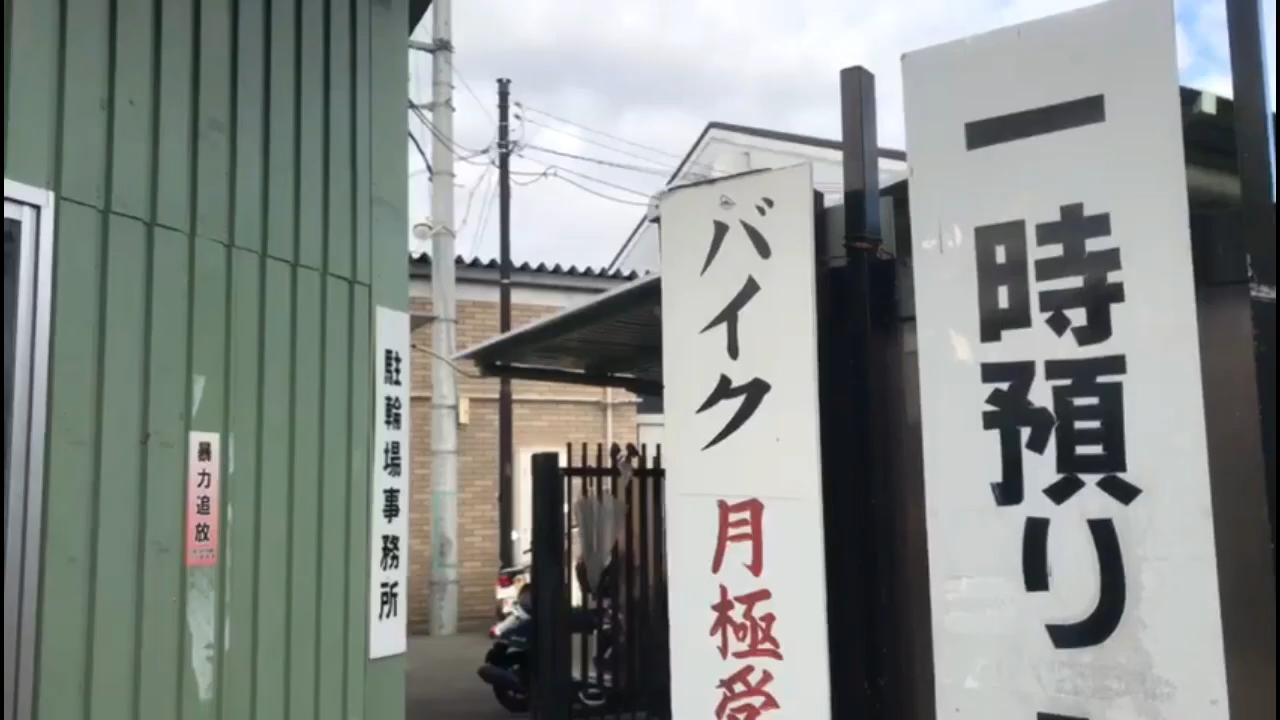 一時預り
バイク
月極受
駐輪場事務所
暴力追放